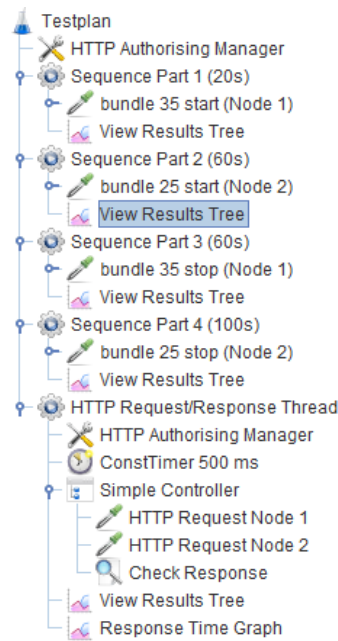 Testplan
HTTP Authorising Manager
Sequence Part 1 (20s)
bundle 35 start (Node 1)
View Results Tree
Sequence Part 2 (60s)
bundle 25 start (Node 2)
View Results Tree
Sequence Part 3 (60s)
bundle 35 stop (Node 1)
View Results Tree
Sequence Part 4 (100s)
bundle 25 stop (Node 2)
View Results Tree
HTTP Request/Response Thread
HTTP Authorising Manager
ConstTimer 500 ms
Simple Controller
HTTP Request Node 1
HTTP Request Node 2
Check Response
View Results Tree
Response Time Graph